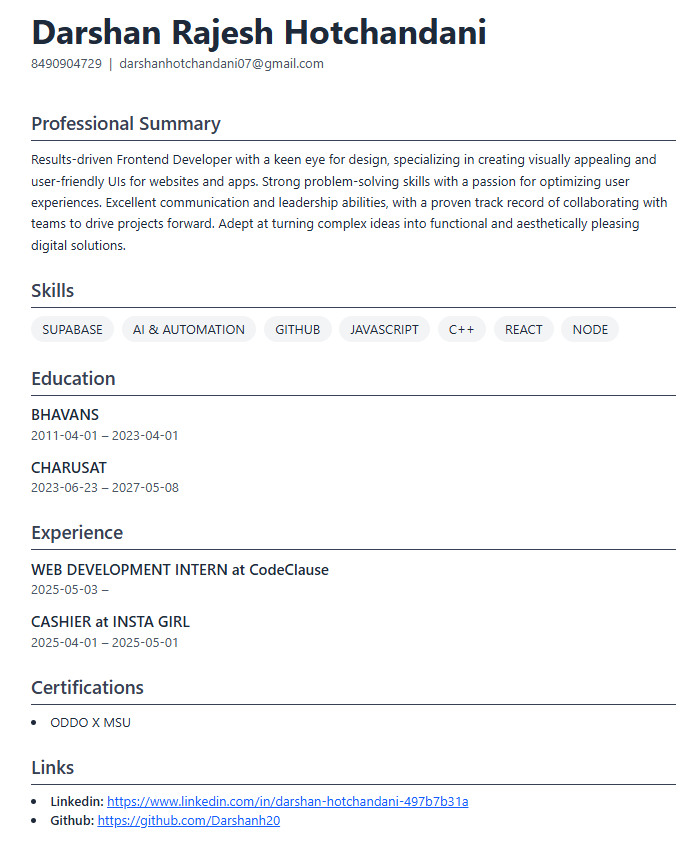 Darshan Rajesh Hotchandani
8490904729 | darshanhotchandani07@gmail.com
Professional Summary
Results-driven Frontend Developer with a keen eye for design, specializing in creating visually appealing and
user-friendly UIs for websites and apps. Strong problem-solving skills with a passion for optimizing user
experiences. Excellent communication and leadership abilities, with a proven track record of collaborating with
teams to drive projects forward. Adept at turning complex ideas into functional and aesthetically pleasing
digital solutions.
Skills
SUPABASE AI & AUTOMATION GITHUB JAVASCRIPT C++ REACT NODE
Education
BHAVANS
2011-04-01 – 2023-04-01
CHARUSAT
2023-06-23 – 2027-05-08
Experience
WEB DEVELOPMENT INTERN at CodeClause
2025-05-03 –
CASHIER at INSTA GIRL
2025-04-01 – 2025-05-01
Certifications
• ODDO X MSU
Links
• Linkedin: https://www.linkedin.com/in/darshan-hotchandani-497b7b31a
• Github: https://github.com/Darshanh20